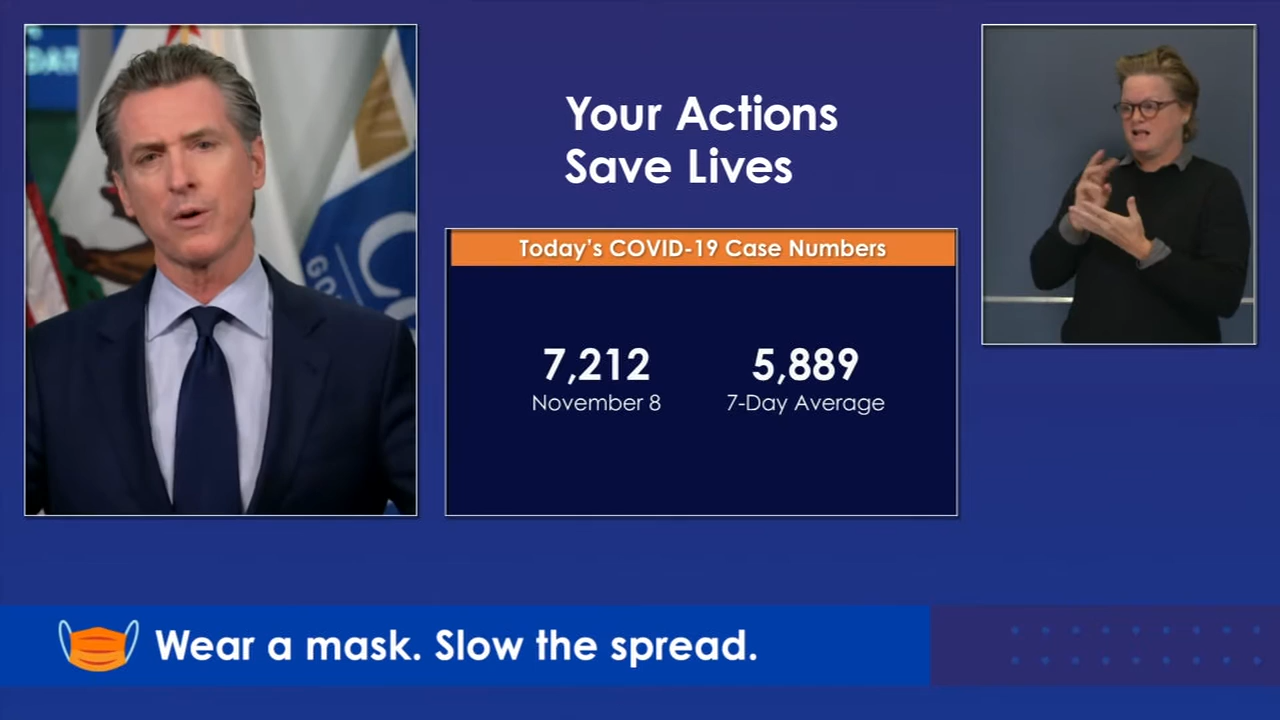 Your Actions
Save Lives
Today's COVID-19 Case Numbers
7,212
5,889
November 8
7-Day Average
Wear a mask. Slow the spread.